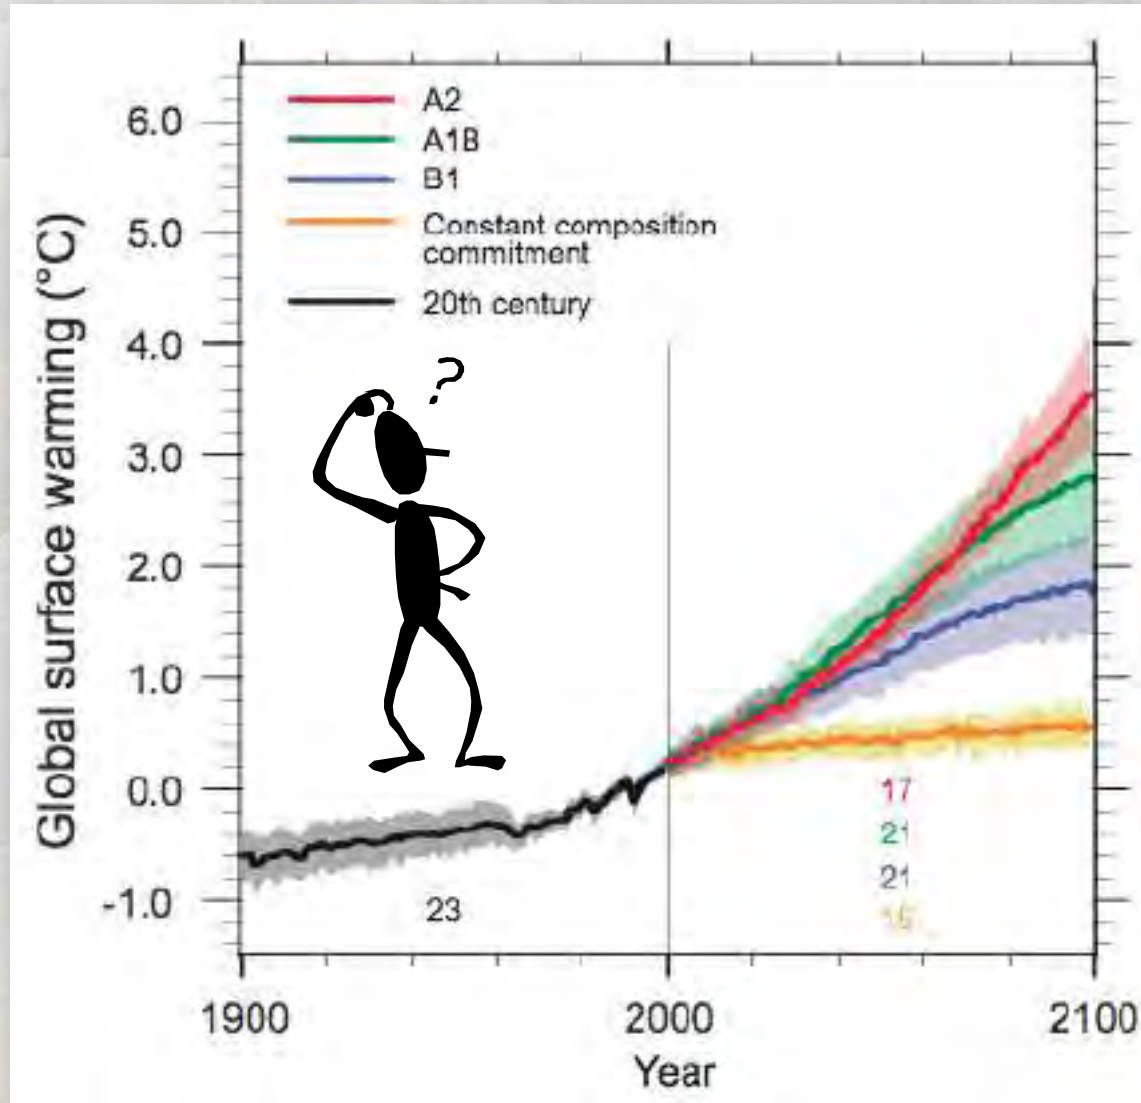 A2
A1B
B1
Constant composition
commitment
20th century
?
Global surface warming (°C)
6.0
5.0
4.0
3.0
2.0
1.0
0.0
-1.0
17
21
21
16
23
1900
2000
2100
Year